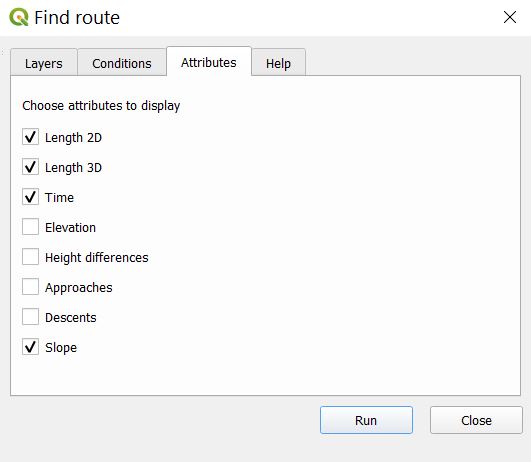 Find route
Layers Conditions Attributes Help
Choose attributes to display
Length 2D
Length 3D
Time
Elevation
Height differences
Approaches
Descents
Slope
Run Close